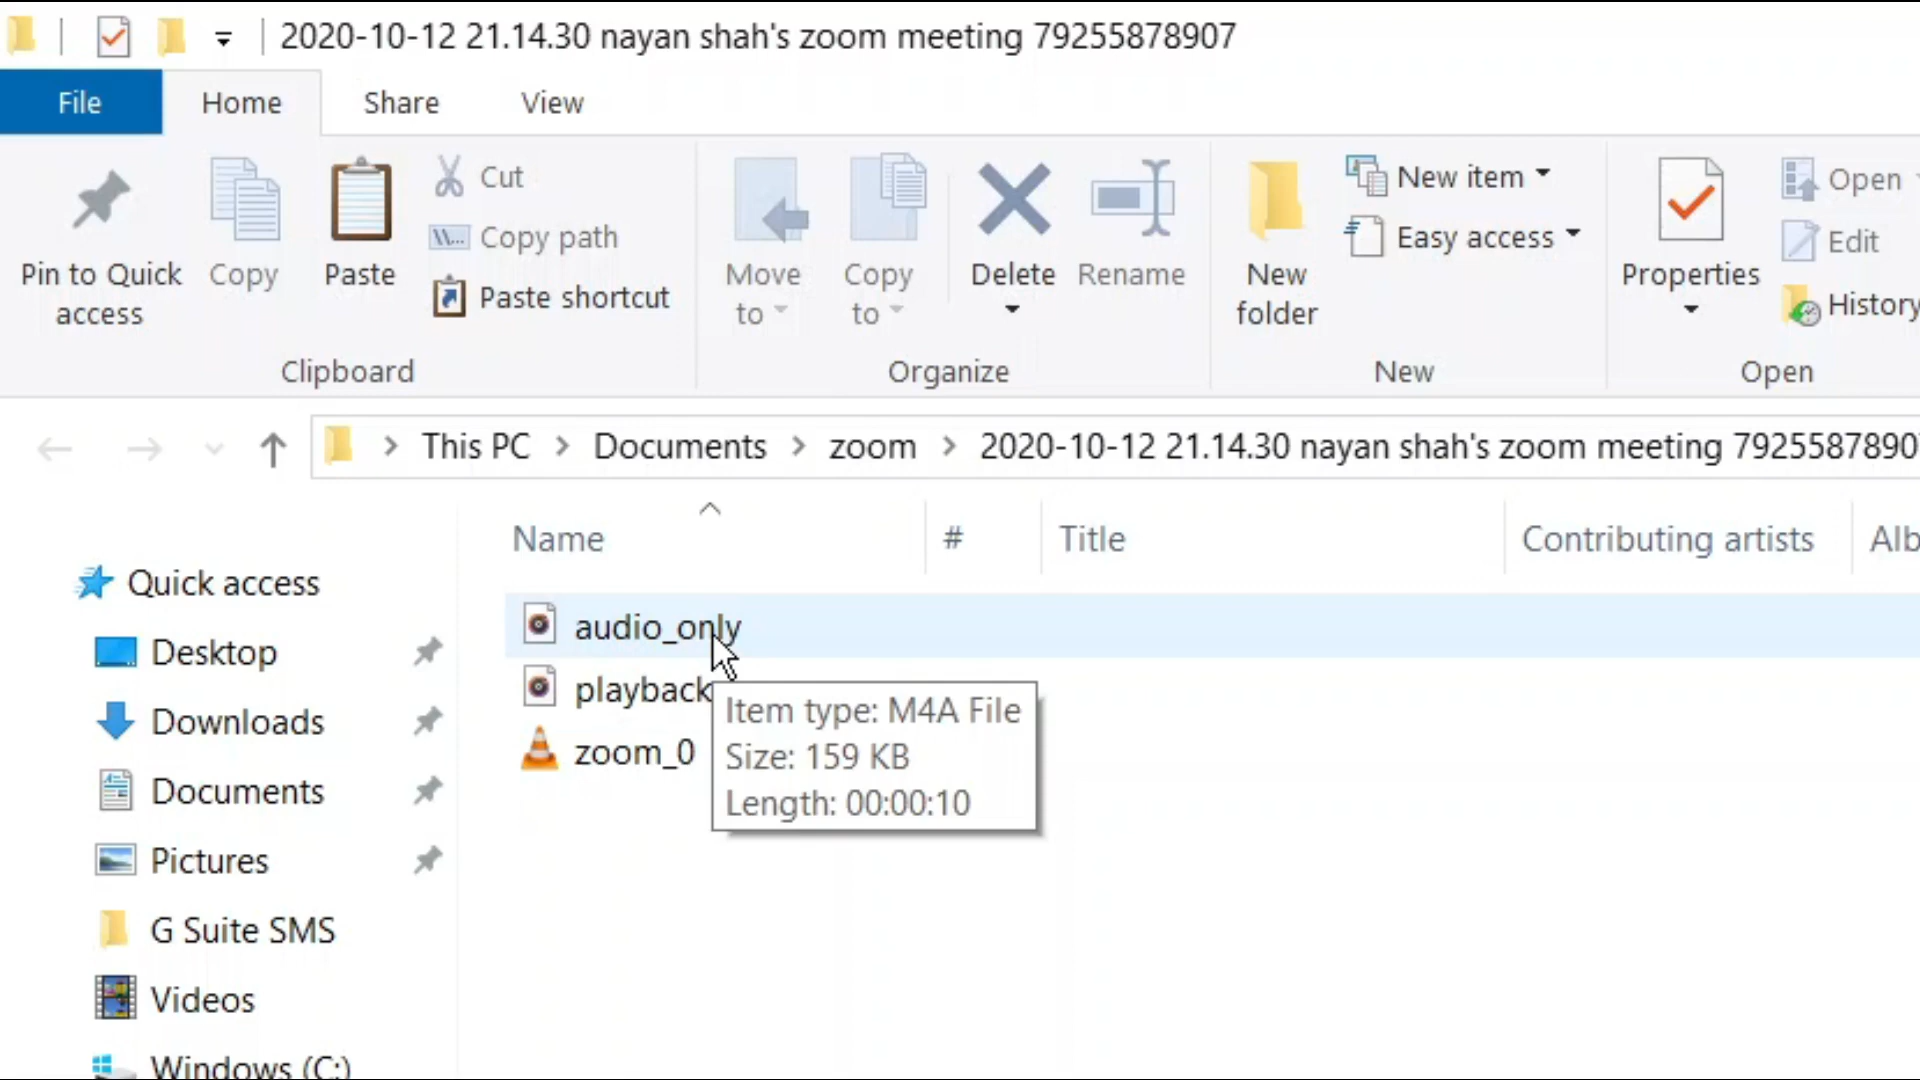 2020-10-12 21.14.30 nayan shah's zoom meeting 79255878907
File
Home
Share
View
Pin to Quick
access
Copy
Paste
Cut
Copy path
Paste shortcut
Clipboard
Move
to
Copy
to
Delete
Rename
Organize
New
folder
New item
Easy access
New
Properties
Open
Edit
History
Open
This PC
Documents
zoom
2020-10-12 21.14.30 nayan shah's zoom meeting 7925587890
Name
#
Title
Contributing artists
Alb
Quick access
Desktop
Downloads
Documents
Pictures
G Suite SMS
Videos
Windows (C:)
audio_only
playback
zoom_0
Item type: M4A File
Size: 159 KB
Length: 00:00:10